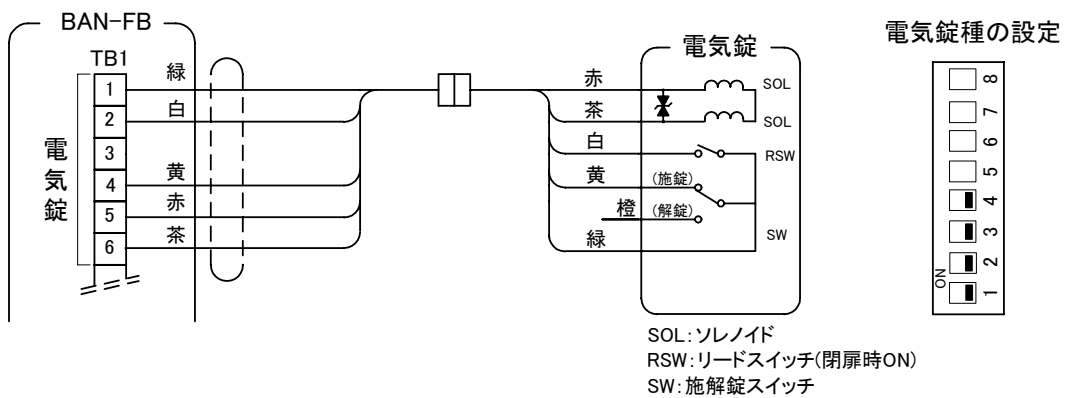 BAN-FB
TB1
電気錠
1
2
3
4
5
6
緑
白
黄
赤
茶
電気錠
赤
茶
白
黄
橙
緑
(施錠)
(解錠)
SOL
SOL
RSW
SW
SOL：ソレノイド
RSW：リードスイッチ(閉扉時ON)
SW：施解錠スイッチ
電気錠種の設定
8
7
6
5
4
3
2
1
ON